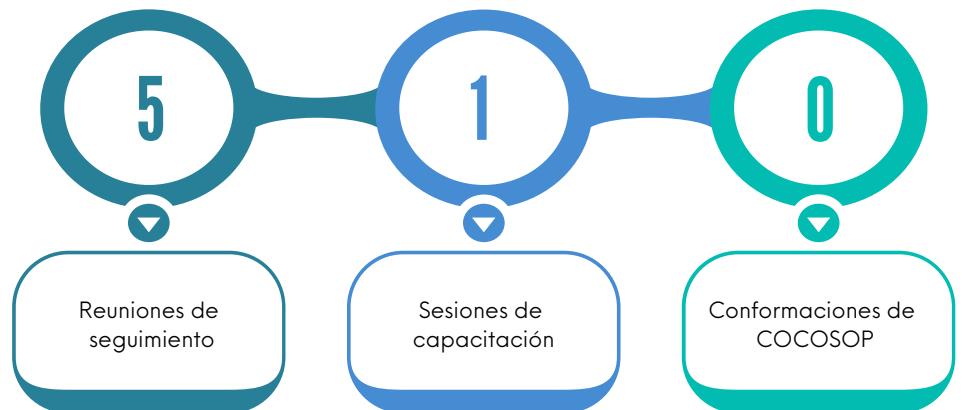 5
1
0
Reuniones de
seguimiento
Sesiones de
capacitación
Conformaciones de
COCOSOP